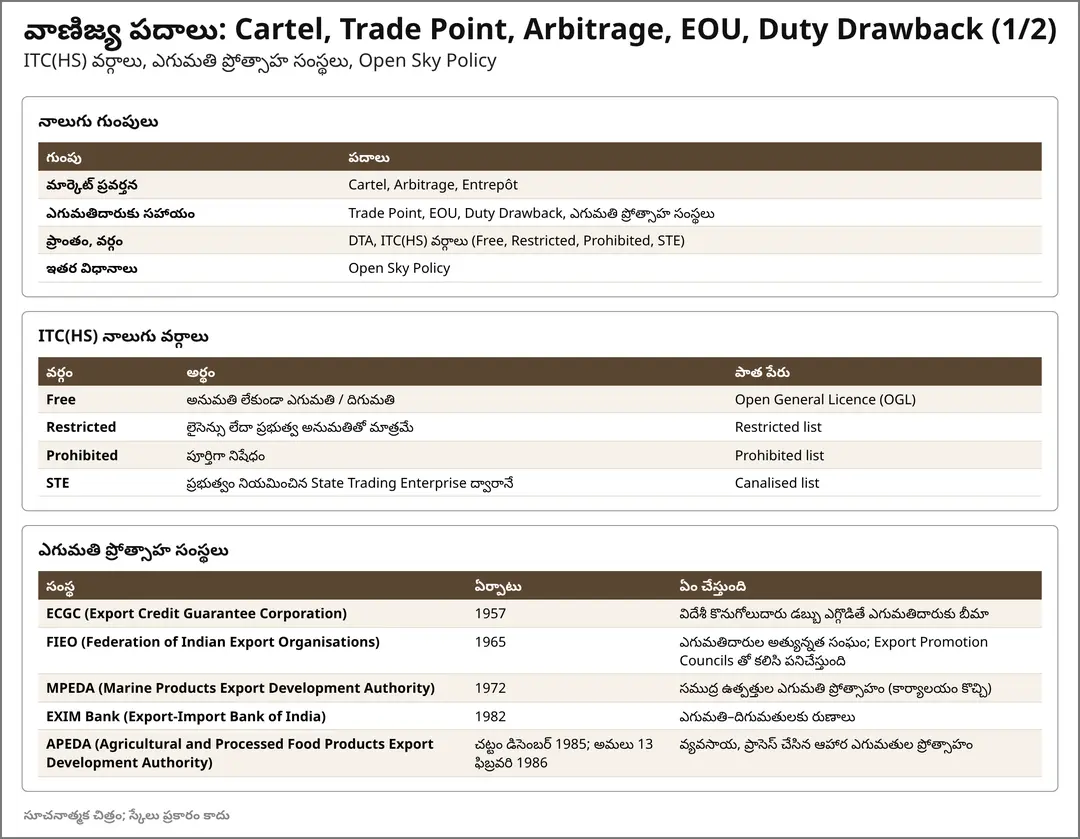 వాణిజ్య పదాలు: Cartel, Trade Point, Arbitrage, EOU, Duty Drawback (1/2)
ITC(HS) వర్గాలు, ఎగుమతి ప్రోత్సాహ సంస్థలు, Open Sky Policy
నాలుగు గుంపులు
గుంపు పదాలు
మార్కెట్ ప్రవర్తన Cartel, Arbitrage, Entrepôt
ఎగుమతిదారుకు సహాయం Trade Point, EOU, Duty Drawback, ఎగుమతి ప్రోత్సాహ సంస్థలు
ప్రాంతం, వర్గం DTA, ITC(HS) వర్గాలు (Free, Restricted, Prohibited, STE)
ఇతర విధానాలు Open Sky Policy
ITC(HS) నాలుగు వర్గాలు
వర్గం అర్థం పాత పేరు
Free అనుమతి లేకుండా ఎగుమతి / దిగుమతి Open General Licence (OGL)
Restricted లైసెన్సు లేదా ప్రభుత్వ అనుమతితో మాత్రమే Restricted list
Prohibited పూర్తిగా నిషేధం Prohibited list
STE ప్రభుత్వం నియమించిన State Trading Enterprise ద్వారానే Canalised list
ఎగుమతి ప్రోత్సాహ సంస్థలు
సంస్థ ఏర్పాటు ఏం చేస్తుంది
ECGC (Export Credit Guarantee Corporation) 1957 విదేశీ కొనుగోలుదారు డబ్బు ఎగ్గొడితే ఎగుమతిదారుకు బీమా
FIEO (Federation of Indian Export Organisations) 1965 ఎగుమతిదారుల అత్యున్నత సంఘం; Export Promotion
Councils తో కలిసి పనిచేస్తుంది
MPEDA (Marine Products Export Development Authority) 1972 సముద్ర ఉత్పత్తుల ఎగుమతి ప్రోత్సాహం (కార్యాలయం కొచ్చి)
EXIM Bank (Export-Import Bank of India) 1982 ఎగుమతి–దిగుమతులకు రుణాలు
APEDA (Agricultural and Processed Food Products Export చట్టం డిసెంబర్ 1985; అమలు 13 వ్యవసాయ, ప్రాసెస్ చేసిన ఆహార ఎగుమతుల ప్రోత్సాహం
Development Authority) ఫిబ్రవరి 1986
సూచనాత్మక చిత్రం; స్కేలు ప్రకారం కాదు